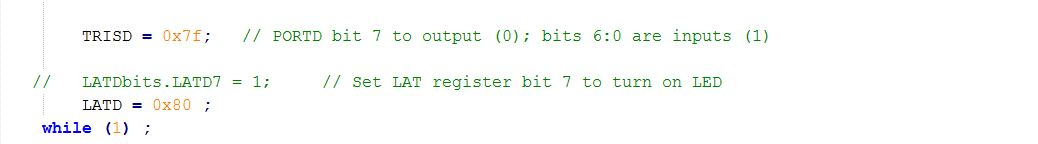 TRISD = 0x7f;   // PORTD bit 7 to output (0); bits 6:0 are inputs (1)
//   LATDbits.LATD7 = 1;     // Set LAT register bit 7 to turn on LED
LATD = 0x80 ;
while (1) ;